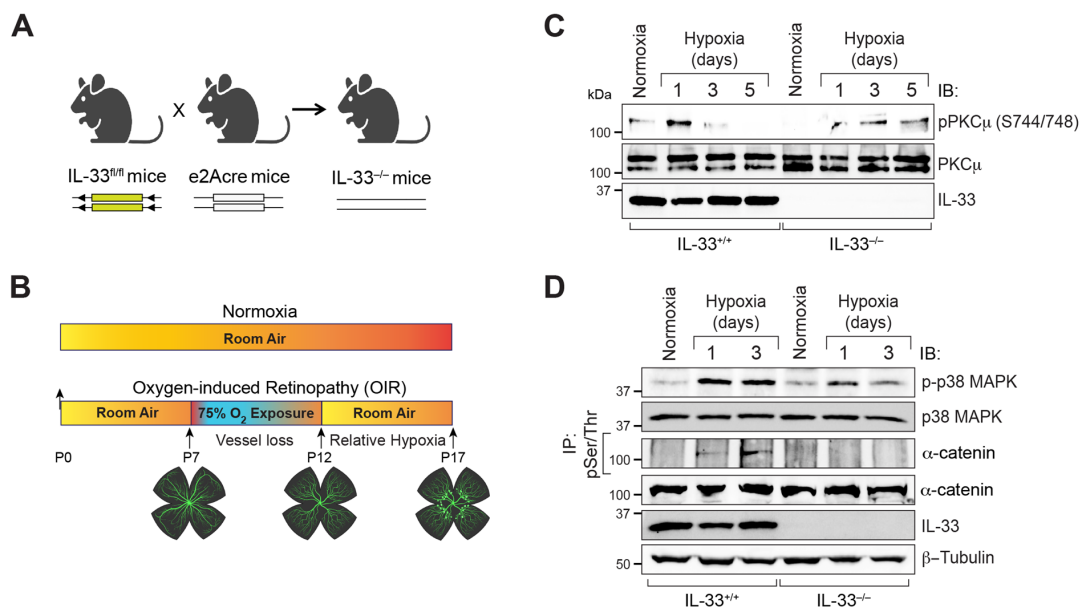 A
X
IL-33fl/fl mice
e2Acre mice
IL-33–/– mice
B
Normoxia
Room Air
Oxygen-induced Retinopathy (OIR)
Room Air
75% O2 Exposure
Room Air
Vessel loss
Relative Hypoxia
P0
P7
P12
P17
C
Normoxia
Hypoxia
(days)
1 3 5
Normoxia
Hypoxia
(days)
1 3 5
IB:
kDa
100
pPKCμ (S744/748)
100
PKCμ
37
IL-33
IL-33+/+
IL-33–/–
D
Normoxia
Hypoxia
(days)
1 3
Normoxia
Hypoxia
(days)
1 3
IB:
37
p-p38 MAPK
37
p38 MAPK
IP:
pSer/Thr
100
α-catenin
100
α-catenin
37
IL-33
50
β–Tubulin
IL-33+/+
IL-33–/–